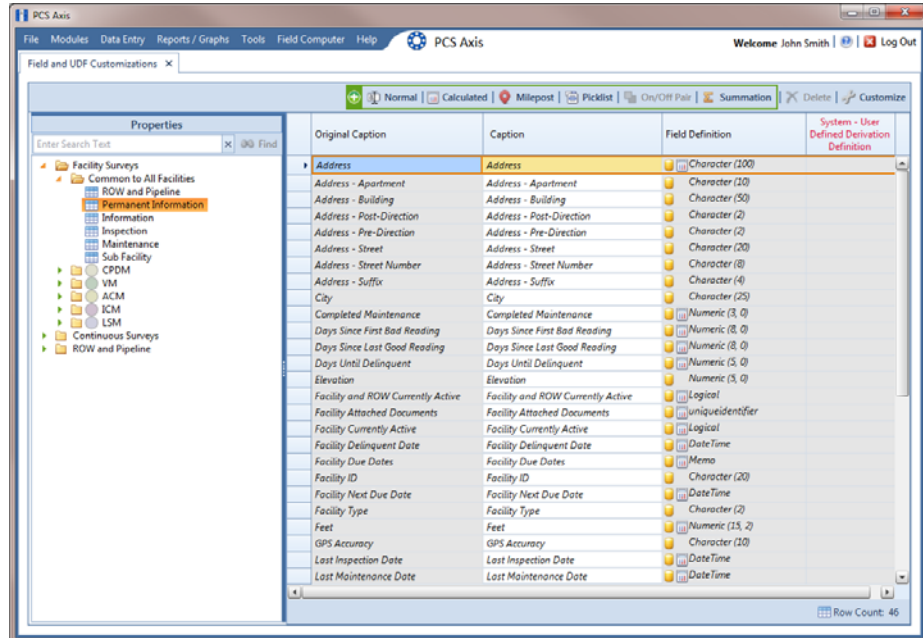 PCS Axis
File Modules Data Entry Reports / Graphs Tools Field Computer Help
PCS Axis
Welcome John Smith | Log Out
Field and UDF Customizations
Normal | Calculated | Milepost | Picklist | On/Off Pair | Summation | Delete | Customize
Properties
Enter Search Text
Find
Facility Surveys
Common to All Facilities
ROW and Pipeline
Permanent Information
Information
Inspection
Maintenance
Sub Facility
CPDM
VM
ACM
ICM
LSM
Continuous Surveys
ROW and Pipeline
Original Caption Caption Field Definition System - User Defined Derivation Definition
Address Address Character (100)
Address - Apartment Address - Apartment Character (10)
Address - Building Address - Building Character (50)
Address - Post-Direction Address - Post-Direction Character (2)
Address - Pre-Direction Address - Pre-Direction Character (2)
Address - Street Address - Street Character (20)
Address - Street Number Address - Street Number Character (8)
Address - Suffix Address - Suffix Character (4)
City City Character (25)
Completed Maintenance Completed Maintenance Numeric (3, 0)
Days Since First Bad Reading Days Since First Bad Reading Numeric (8, 0)
Days Since Last Good Reading Days Since Last Good Reading Numeric (8, 0)
Days Until Delinquent Days Until Delinquent Numeric (5, 0)
Elevation Elevation Numeric (5, 0)
Facility and ROW Currently Active Facility and ROW Currently Active Logical
Facility Attached Documents Facility Attached Documents uniqueidentifier
Facility Currently Active Facility Currently Active Logical
Facility Delinquent Date Facility Delinquent Date DateTime
Facility Due Dates Facility Due Dates Memo
Facility ID Facility ID Character (20)
Facility Next Due Date Facility Next Due Date DateTime
Facility Type Facility Type Character (2)
Feet Feet Numeric (15, 2)
GPS Accuracy GPS Accuracy Character (10)
Last Inspection Date Last Inspection Date DateTime
Last Maintenance Date Last Maintenance Date DateTime
Row Count: 46